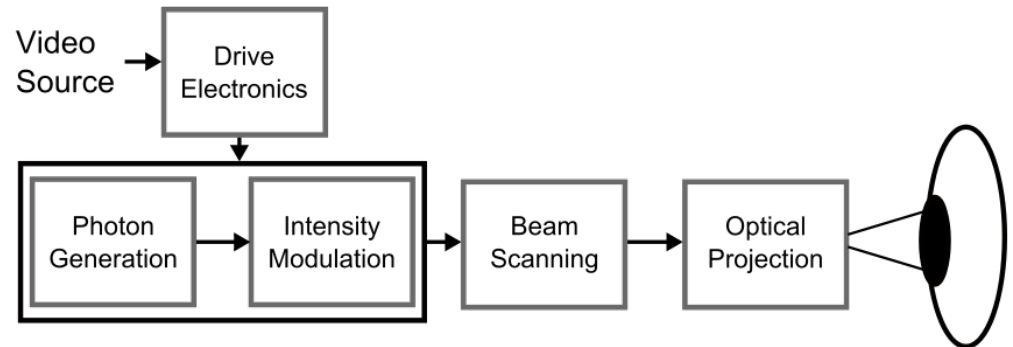 Video
Source
Drive
Electronics
Photon
Generation
Intensity
Modulation
Beam
Scanning
Optical
Projection